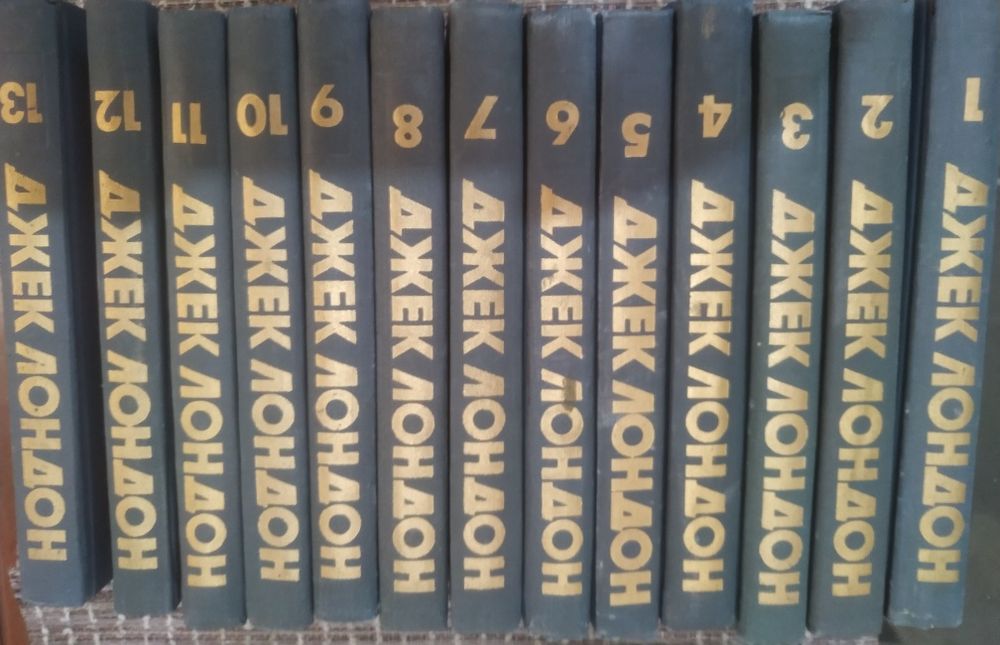 13 ДЖЕК ЛОНДОН
12 ДЖЕК ЛОНДОН
11 ДЖЕК ЛОНДОН
10 ДЖЕК ЛОНДОН
9 ДЖЕК ЛОНДОН
8 ДЖЕК ЛОНДОН
7 ДЖЕК ЛОНДОН
6 ДЖЕК ЛОНДОН
5 ДЖЕК ЛОНДОН
4 ДЖЕК ЛОНДОН
3 ДЖЕК ЛОНДОН
2 ДЖЕК ЛОНДОН
1 ДЖЕК ЛОНДОН